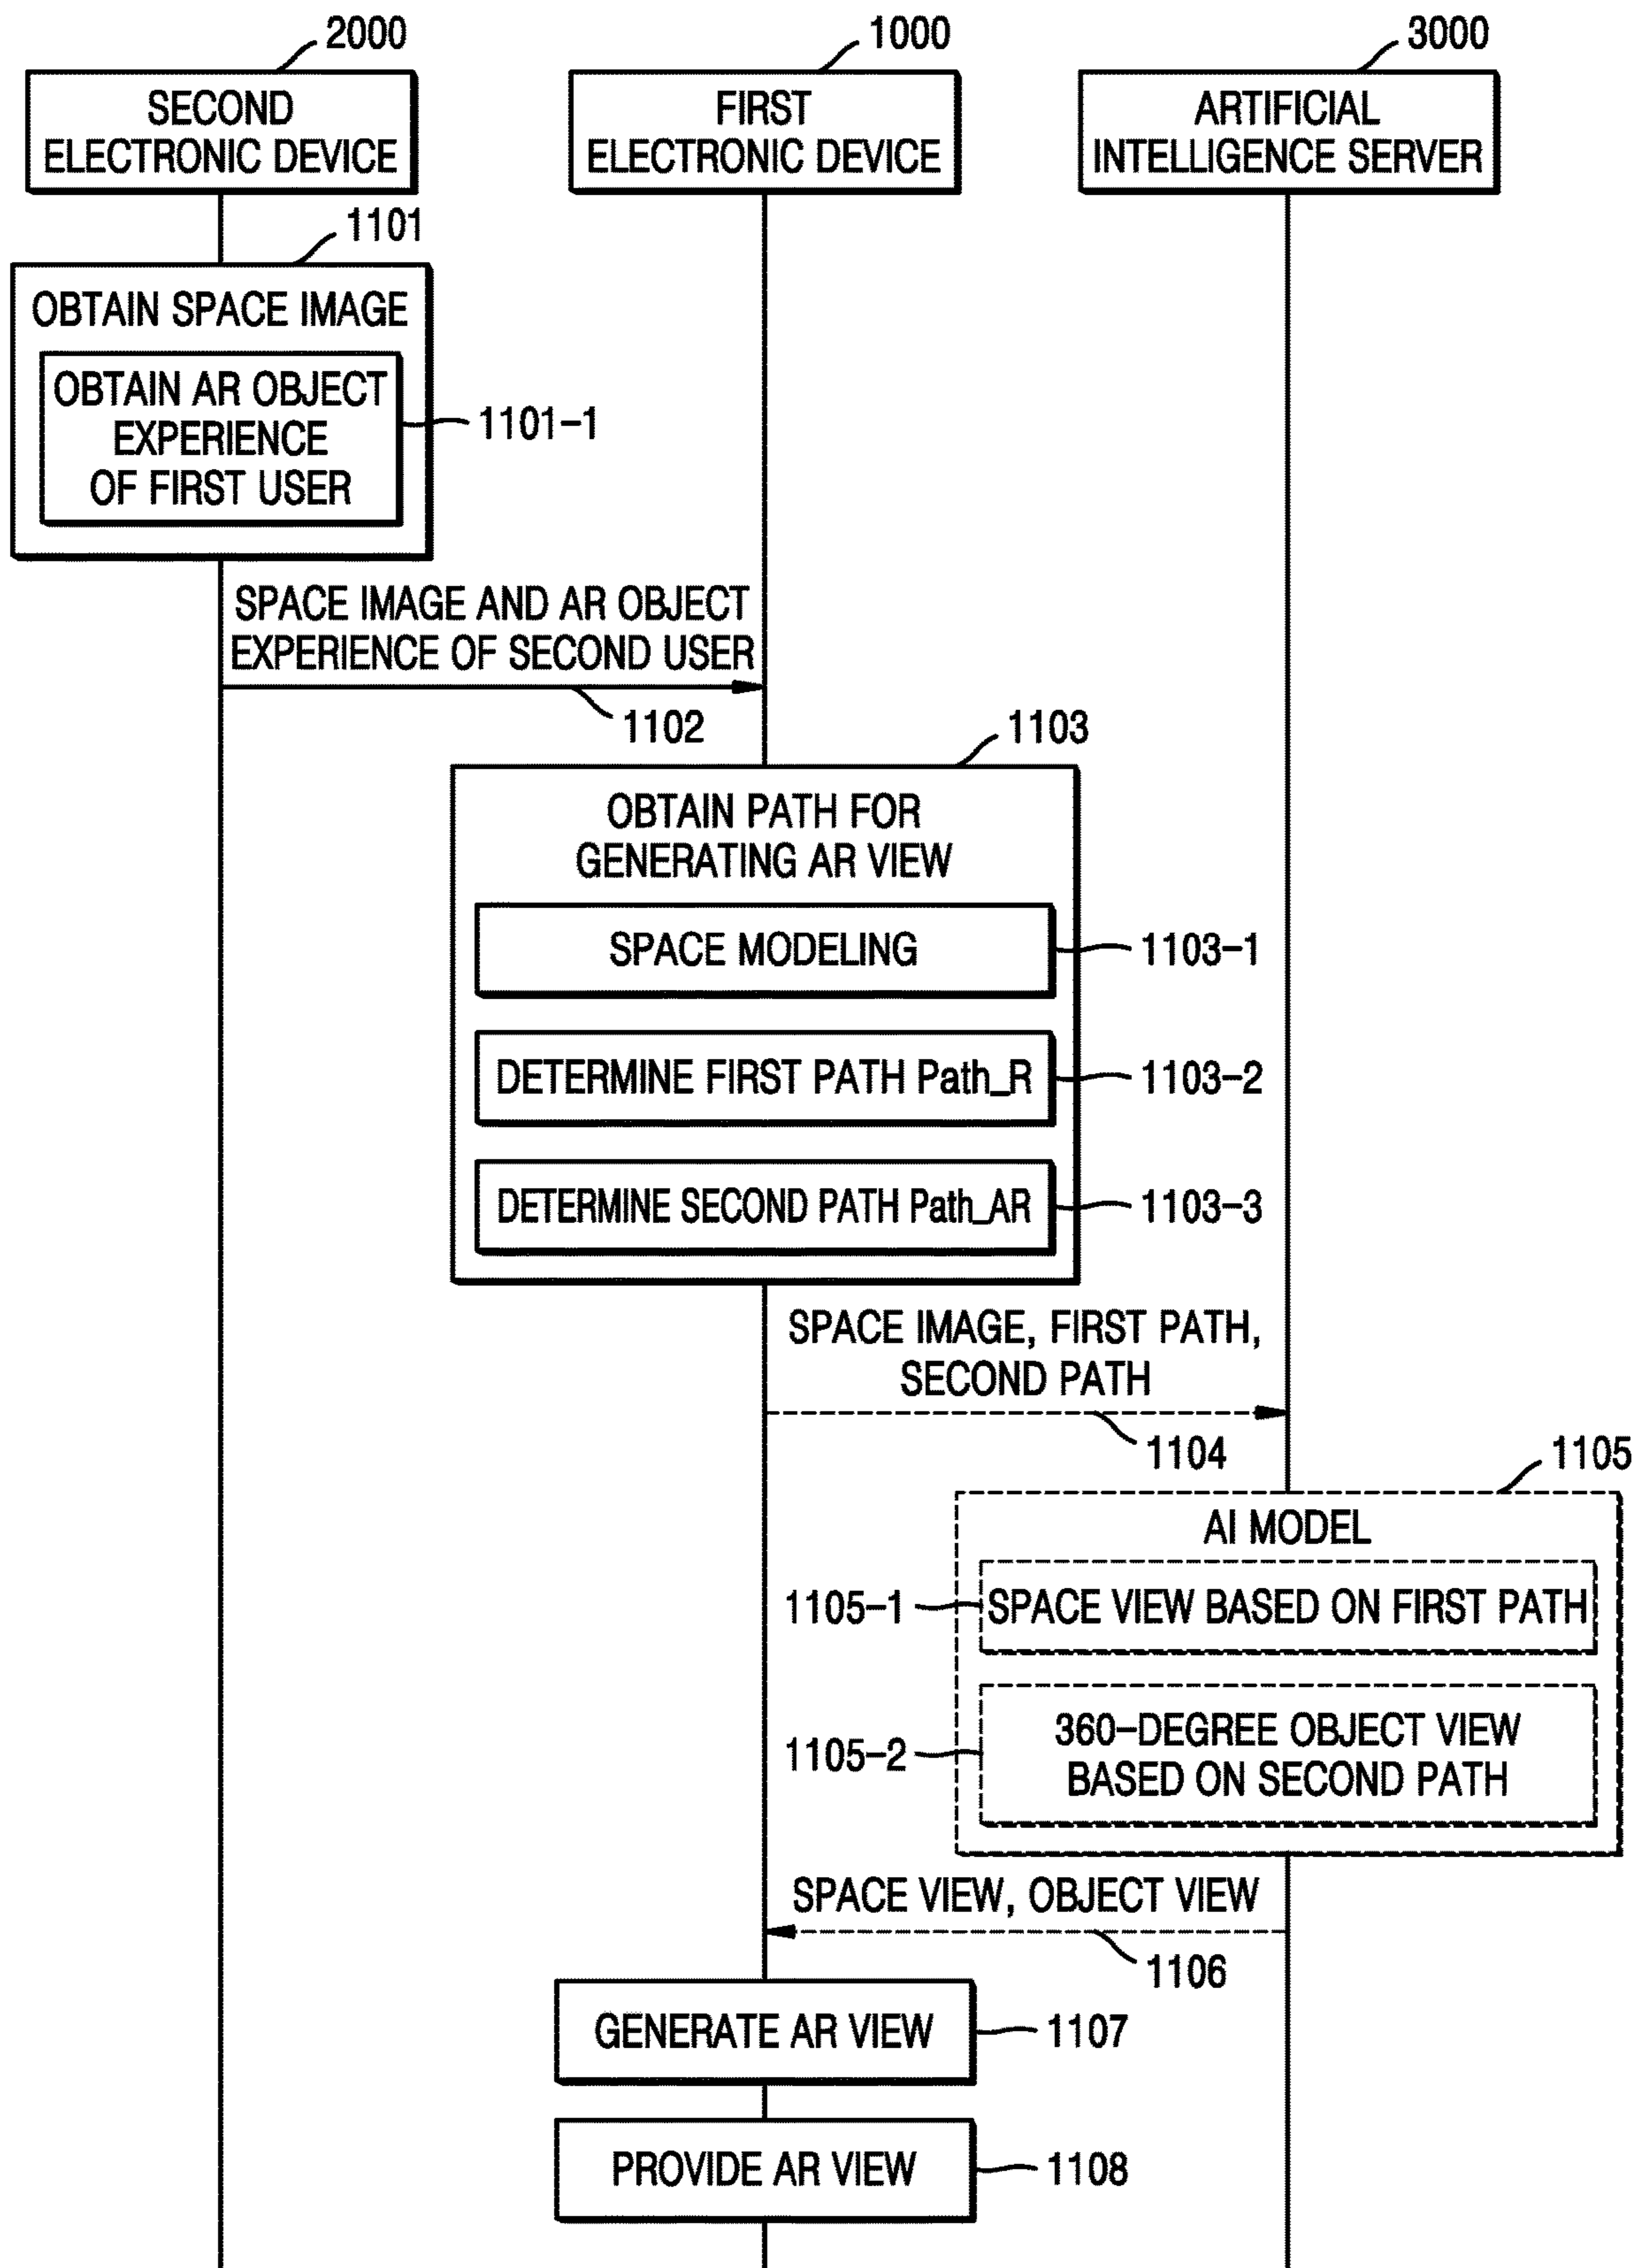 2000
1000
3000
SECOND
ELECTRONIC DEVICE
FIRST
ELECTRONIC DEVICE
ARTIFICIAL
INTELLIGENCE SERVER
1101
OBTAIN SPACE IMAGE
OBTAIN AR OBJECT
EXPERIENCE
OF FIRST USER
1101-1
SPACE IMAGE AND AR OBJECT
EXPERIENCE OF SECOND USER
1102
1103
OBTAIN PATH FOR
GENERATING AR VIEW
SPACE MODELING
1103-1
DETERMINE FIRST PATH Path_R
1103-2
DETERMINE SECOND PATH Path_AR
1103-3
SPACE IMAGE, FIRST PATH,
SECOND PATH
1104
1105
AI MODEL
1105-1
SPACE VIEW BASED ON FIRST PATH
1105-2
360-DEGREE OBJECT VIEW
BASED ON SECOND PATH
SPACE VIEW, OBJECT VIEW
1106
GENERATE AR VIEW
1107
PROVIDE AR VIEW
1108